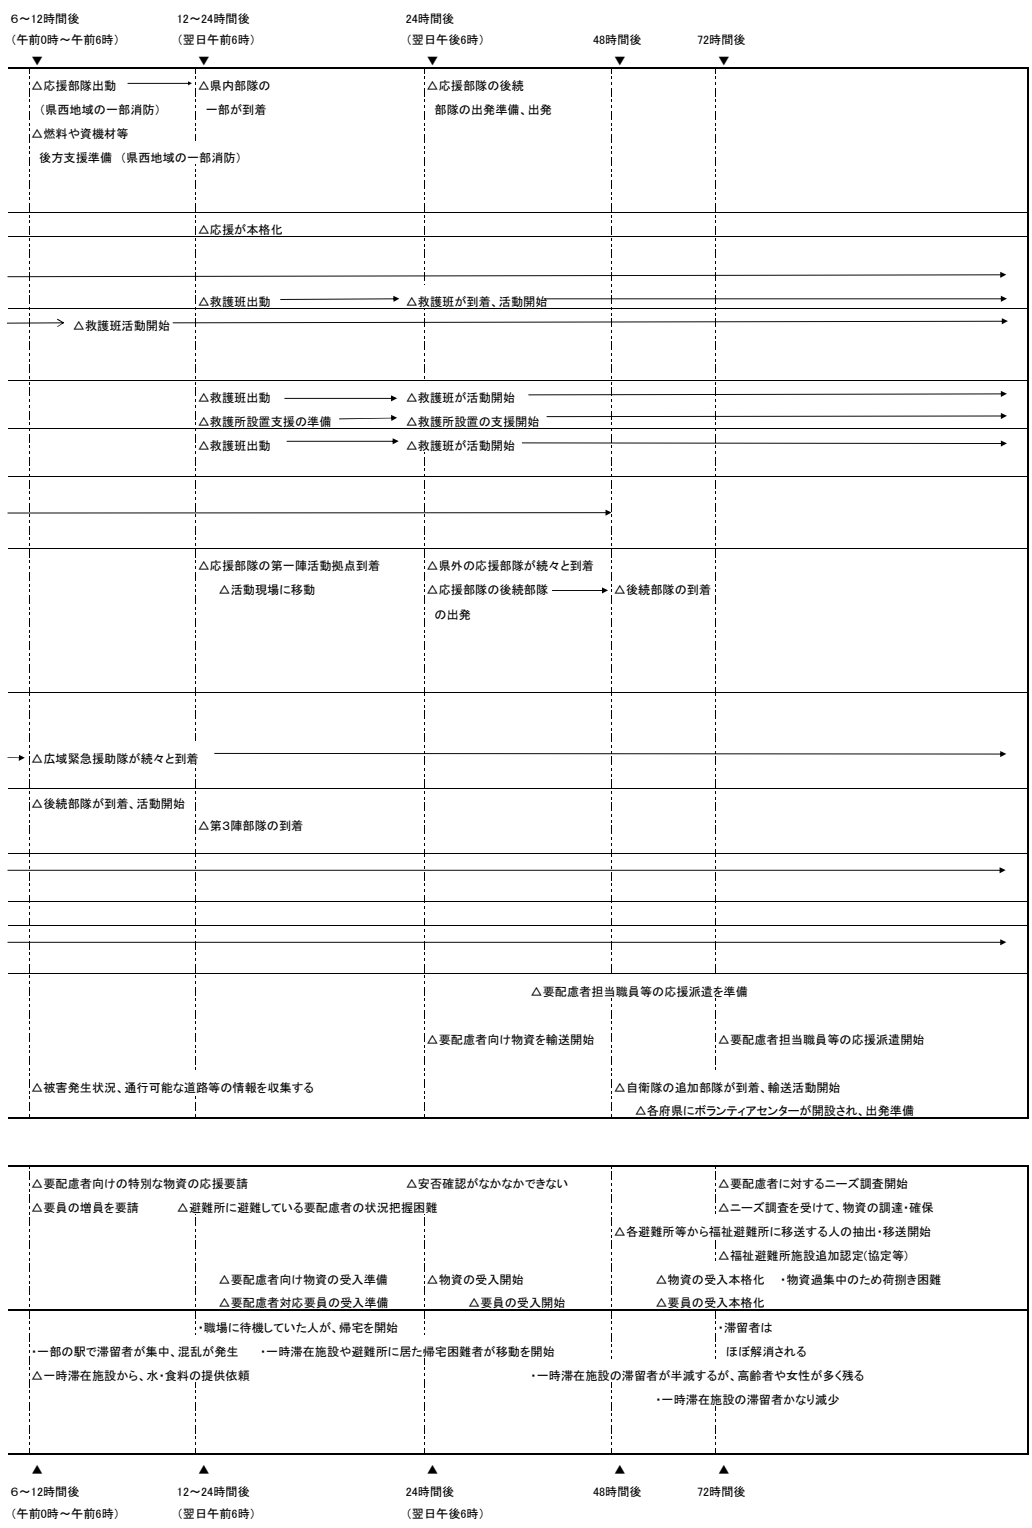 6～12時間後 12～24時間後 24時間後
（午前0時～午前6時） （翌日午前6時） （翌日午後6時） 48時間後 72時間後
▼ ▼ ▼ ▼ ▼
△応援部隊出動 △県内部隊の △応援部隊の後続
（県西地域の一部消防） 一部が到着 部隊の出発準備、出発
△燃料や資機材等
後方支援準備 （県西地域の一部消防）
△応援が本格化
△救護班出動 △救護班が到着、活動開始
△救護班活動開始
△救護班出動 △救護班が活動開始
△救護所設置支援の準備 △救護所設置の支援開始
△救護班出動 △救護班が活動開始
△応援部隊の第一陣活動拠点到着 △県外の応援部隊が続々と到着
△活動現場に移動 △応援部隊の後続部隊 △後続部隊の到着
の出発
△広域緊急援助隊が続々と到着
△後続部隊が到着、活動開始
△第3陣部隊の到着
△要配慮者担当職員等の応援派遣を準備
△要配慮者向け物資を輸送開始 △要配慮者担当職員等の応援派遣開始
△被害発生状況、通行可能な道路等の情報を収集する △自衛隊の追加部隊が到着、輸送活動開始
△各府県にボランティアセンターが開設され、出発準備
△要配慮者向けの特別な物資の応援要請 △安否確認がなかなかできない △要配慮者に対するニーズ調査開始
△要員の増員を要請 △避難所に避難している要配慮者の状況把握困難 △ニーズ調査を受けて、物資の調達・確保
△各避難所等から福祉避難所に移送する人の抽出・移送開始
△福祉避難所施設追加認定(協定等)
△要配慮者向け物資の受入準備 △物資の受入開始 △物資の受入本格化 ・物資過集中のため荷捌き困難
△要配慮者対応要員の受入準備 △要員の受入開始 △要員の受入本格化
・職場に待機していた人が、帰宅を開始 ・滞留者は
・一部の駅で滞留者が集中、混乱が発生 ・一時滞在施設や避難所に居た帰宅困難者が移動を開始 ほぼ解消される
△一時滞在施設から、水・食料の提供依頼 ・一時滞在施設の滞留者が半減するが、高齢者や女性が多く残る
・一時滞在施設の滞留者かなり減少
▲ ▲ ▲ ▲ ▲
6～12時間後 12～24時間後 24時間後 48時間後 72時間後
（午前0時～午前6時） （翌日午前6時） （翌日午後6時）